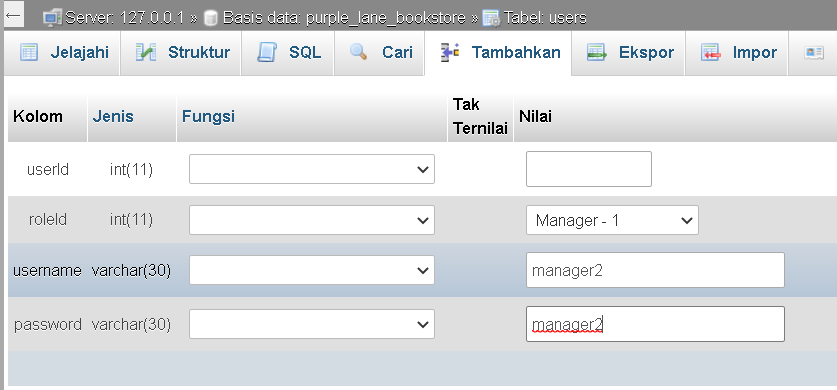 ← Server: 127.0.0.1 » Basis data: purple_lane_bookstore » Tabel: users
Jelajahi Struktur SQL Cari Tambahkan Ekspor Impor
Kolom Jenis Fungsi Tak Ternilai Nilai
userId int(11)
roleId int(11) Manager - 1
username varchar(30) manager2
password varchar(30) manager2